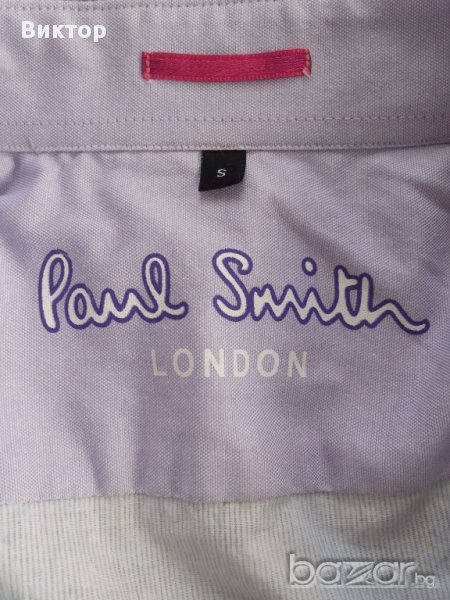 Виктор
S
Paul Smith
LONDON
bazar.bg